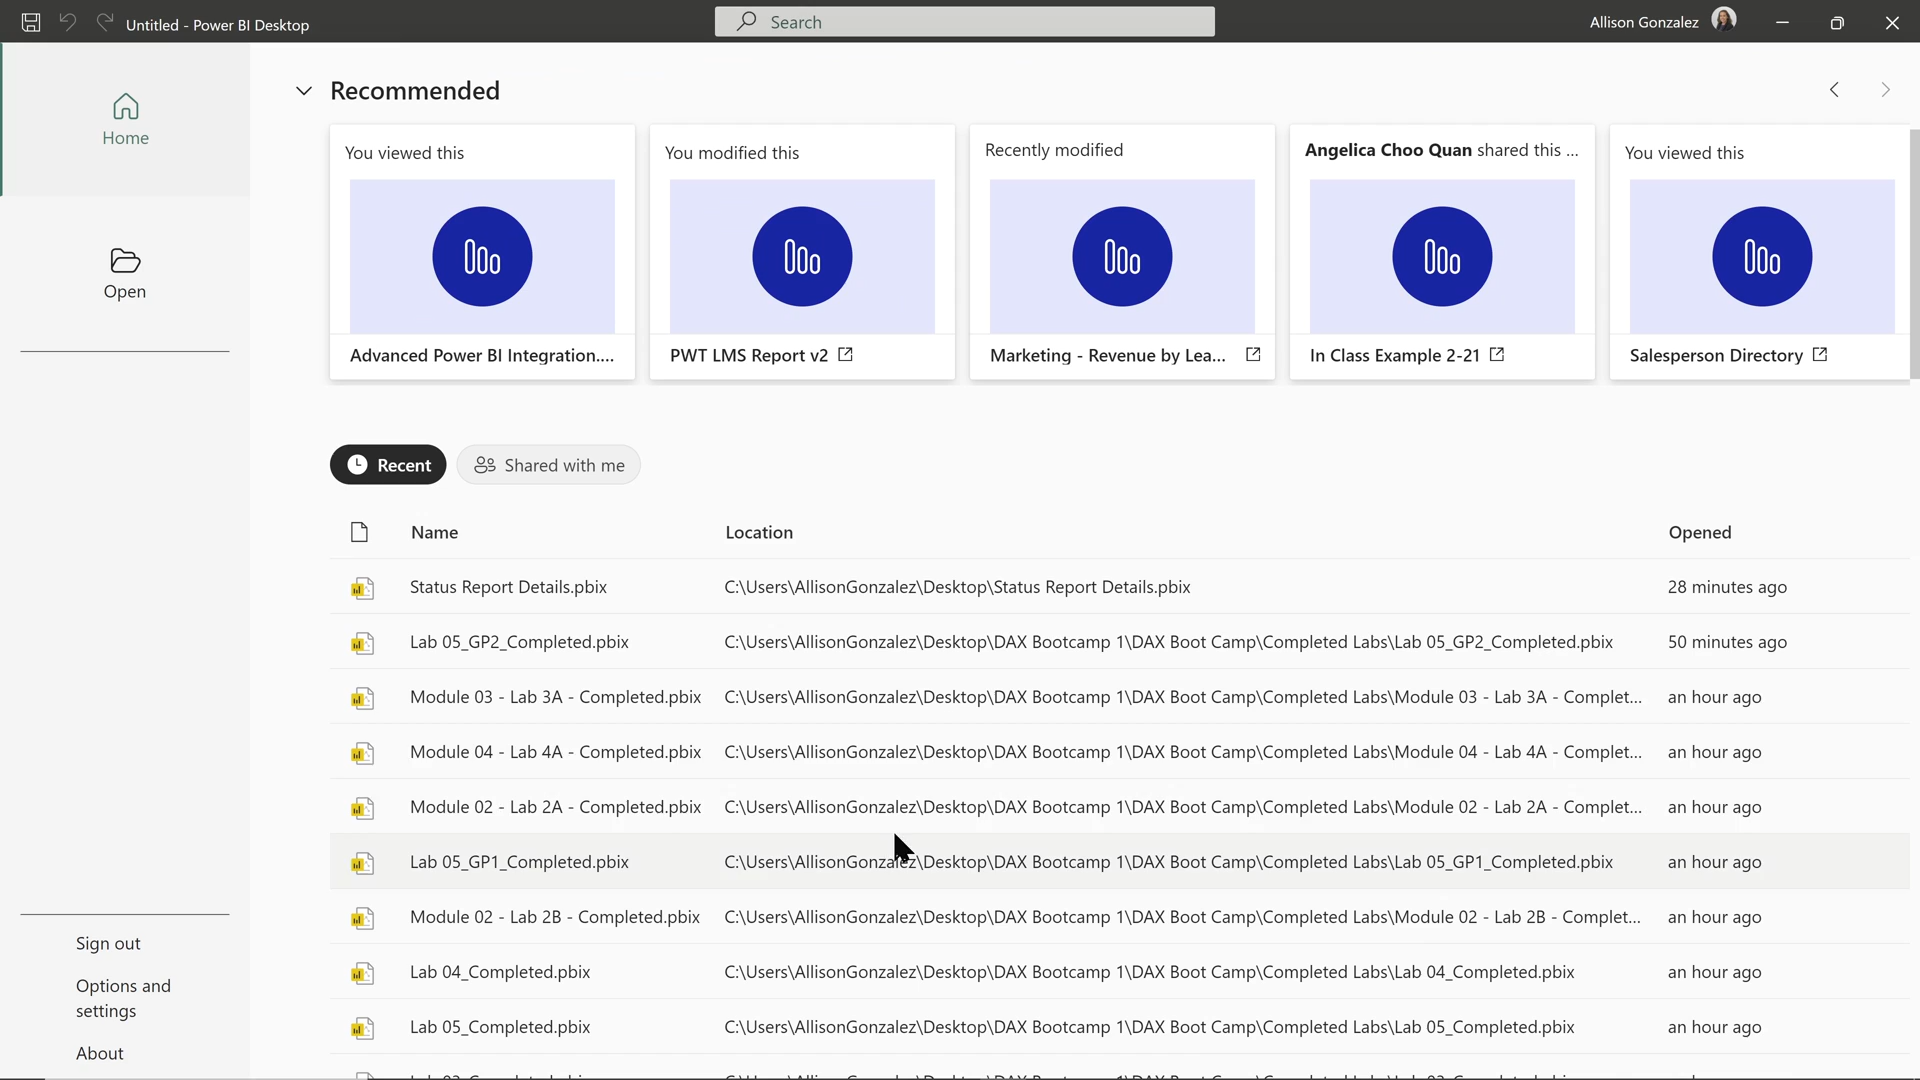 Untitled - Power BI Desktop
Search
Allison Gonzalez
Home
Open
Sign out
Options and
settings
About
Recommended
You viewed this
Advanced Power BI Integration....
You modified this
PWT LMS Report v2
Recently modified
Marketing - Revenue by Lea...
Angelica Choo Quan shared this ...
In Class Example 2-21
You viewed this
Salesperson Directory
Recent
Shared with me
Name Location Opened
Status Report Details.pbix C:\Users\AllisonGonzalez\Desktop\Status Report Details.pbix 28 minutes ago
Lab 05_GP2_Completed.pbix C:\Users\AllisonGonzalez\Desktop\DAX Bootcamp 1\DAX Boot Camp\Completed Labs\Lab 05_GP2_Completed.pbix 50 minutes ago
Module 03 - Lab 3A - Completed.pbix C:\Users\AllisonGonzalez\Desktop\DAX Bootcamp 1\DAX Boot Camp\Completed Labs\Module 03 - Lab 3A - Complet... an hour ago
Module 04 - Lab 4A - Completed.pbix C:\Users\AllisonGonzalez\Desktop\DAX Bootcamp 1\DAX Boot Camp\Completed Labs\Module 04 - Lab 4A - Complet... an hour ago
Module 02 - Lab 2A - Completed.pbix C:\Users\AllisonGonzalez\Desktop\DAX Bootcamp 1\DAX Boot Camp\Completed Labs\Module 02 - Lab 2A - Complet... an hour ago
Lab 05_GP1_Completed.pbix C:\Users\AllisonGonzalez\Desktop\DAX Bootcamp 1\DAX Boot Camp\Completed Labs\Lab 05_GP1_Completed.pbix an hour ago
Module 02 - Lab 2B - Completed.pbix C:\Users\AllisonGonzalez\Desktop\DAX Bootcamp 1\DAX Boot Camp\Completed Labs\Module 02 - Lab 2B - Complet... an hour ago
Lab 04_Completed.pbix C:\Users\AllisonGonzalez\Desktop\DAX Bootcamp 1\DAX Boot Camp\Completed Labs\Lab 04_Completed.pbix an hour ago
Lab 05_Completed.pbix C:\Users\AllisonGonzalez\Desktop\DAX Bootcamp 1\DAX Boot Camp\Completed Labs\Lab 05_Completed.pbix an hour ago